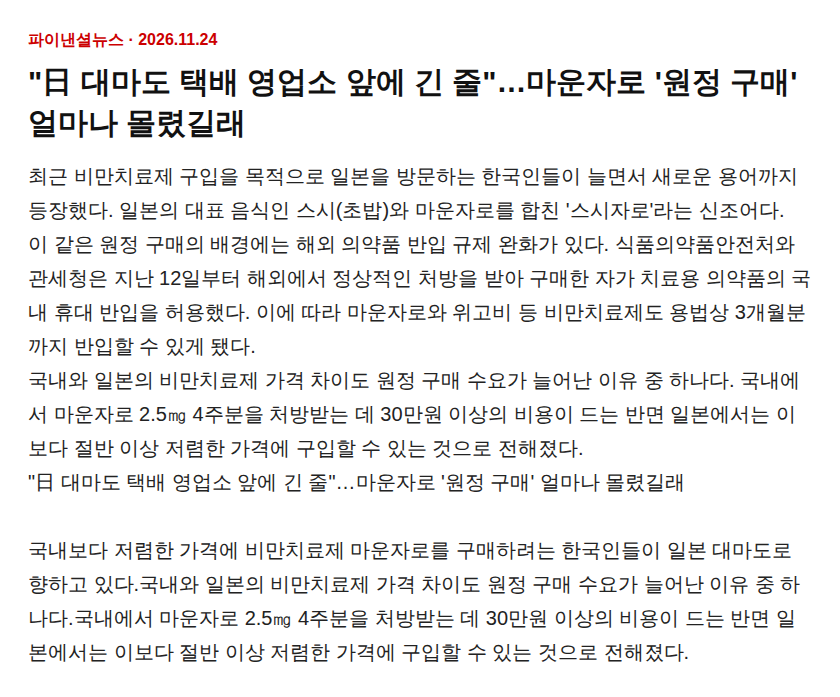 파이낸셜뉴스 · 2026.11.24
"日 대마도 택배 영업소 앞에 긴 줄"…마운자로 '원정 구매'
얼마나 몰렸길래
최근 비만치료제 구입을 목적으로 일본을 방문하는 한국인들이 늘면서 새로운 용어까지
등장했다. 일본의 대표 음식인 스시(초밥)와 마운자로를 합친 '스시자로'라는 신조어다.
이 같은 원정 구매의 배경에는 해외 의약품 반입 규제 완화가 있다. 식품의약품안전처와
관세청은 지난 12일부터 해외에서 정상적인 처방을 받아 구매한 자가 치료용 의약품의 국
내 휴대 반입을 허용했다. 이에 따라 마운자로와 위고비 등 비만치료제도 용법상 3개월분
까지 반입할 수 있게 됐다.
국내와 일본의 비만치료제 가격 차이도 원정 구매 수요가 늘어난 이유 중 하나다. 국내에
서 마운자로 2.5㎎ 4주분을 처방받는 데 30만원 이상의 비용이 드는 반면 일본에서는 이
보다 절반 이상 저렴한 가격에 구입할 수 있는 것으로 전해졌다.
"日 대마도 택배 영업소 앞에 긴 줄"…마운자로 '원정 구매' 얼마나 몰렸길래
국내보다 저렴한 가격에 비만치료제 마운자로를 구매하려는 한국인들이 일본 대마도로
향하고 있다.국내와 일본의 비만치료제 가격 차이도 원정 구매 수요가 늘어난 이유 중 하
나다.국내에서 마운자로 2.5㎎ 4주분을 처방받는 데 30만원 이상의 비용이 드는 반면 일
본에서는 이보다 절반 이상 저렴한 가격에 구입할 수 있는 것으로 전해졌다.